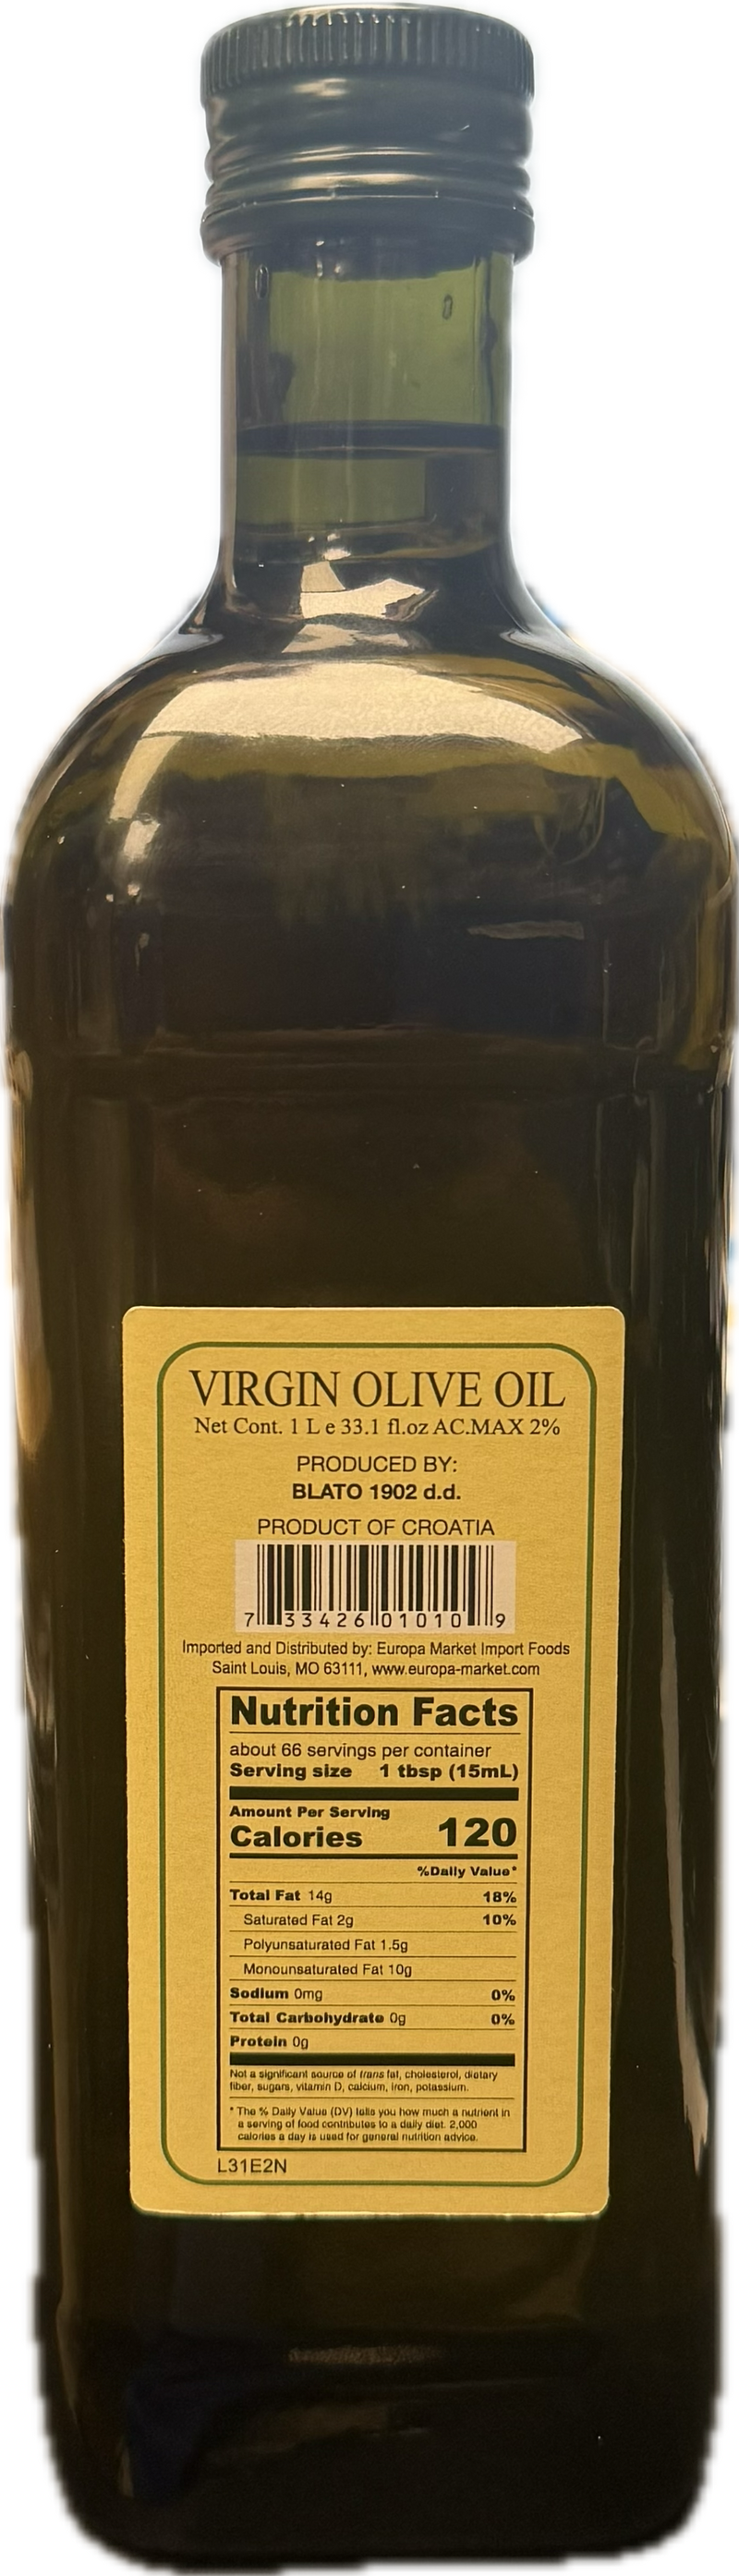 VIRGIN OLIVE OIL
Net Cont. 1 L e 33.1 fl.oz AC.MAX 2%
PRODUCED BY:
BLATO 1902 d.d.
PRODUCT OF CROATIA
7 33426 01010 9
Imported and Distributed by: Europa Market Import Foods
Saint Louis, MO 63111, www.europa-market.com
Nutrition Facts
about 66 servings per container
Serving size 1 tbsp (15mL)
Amount Per Serving
Calories 120
%Daily Value*
Total Fat 14g 18%
Saturated Fat 2g 10%
Polyunsaturated Fat 1.5g
Monounsaturated Fat 10g
Sodium 0mg 0%
Total Carbohydrate 0g 0%
Protein 0g
Not a significant source of trans fat, cholesterol, dietary
fiber, sugars, vitamin D, calcium, iron, potassium.
* The % Daily Value (DV) tells you how much a nutrient in
a serving of food contributes to a daily diet. 2,000
calories a day is used for general nutrition advice.
L31E2N